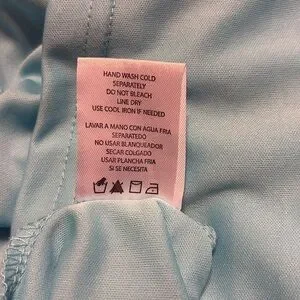 HAND WASH COLD
SEPARATELY
DO NOT BLEACH
LINE DRY
USE COOL IRON IF NEEDED
LAVAR A MANO CON AGUA FRIA
SEPARATEDO
NO USAR BLANQUEADOR
SECAR COLGADO
USAR PLANCHA FRIA
SI SE NECESITA